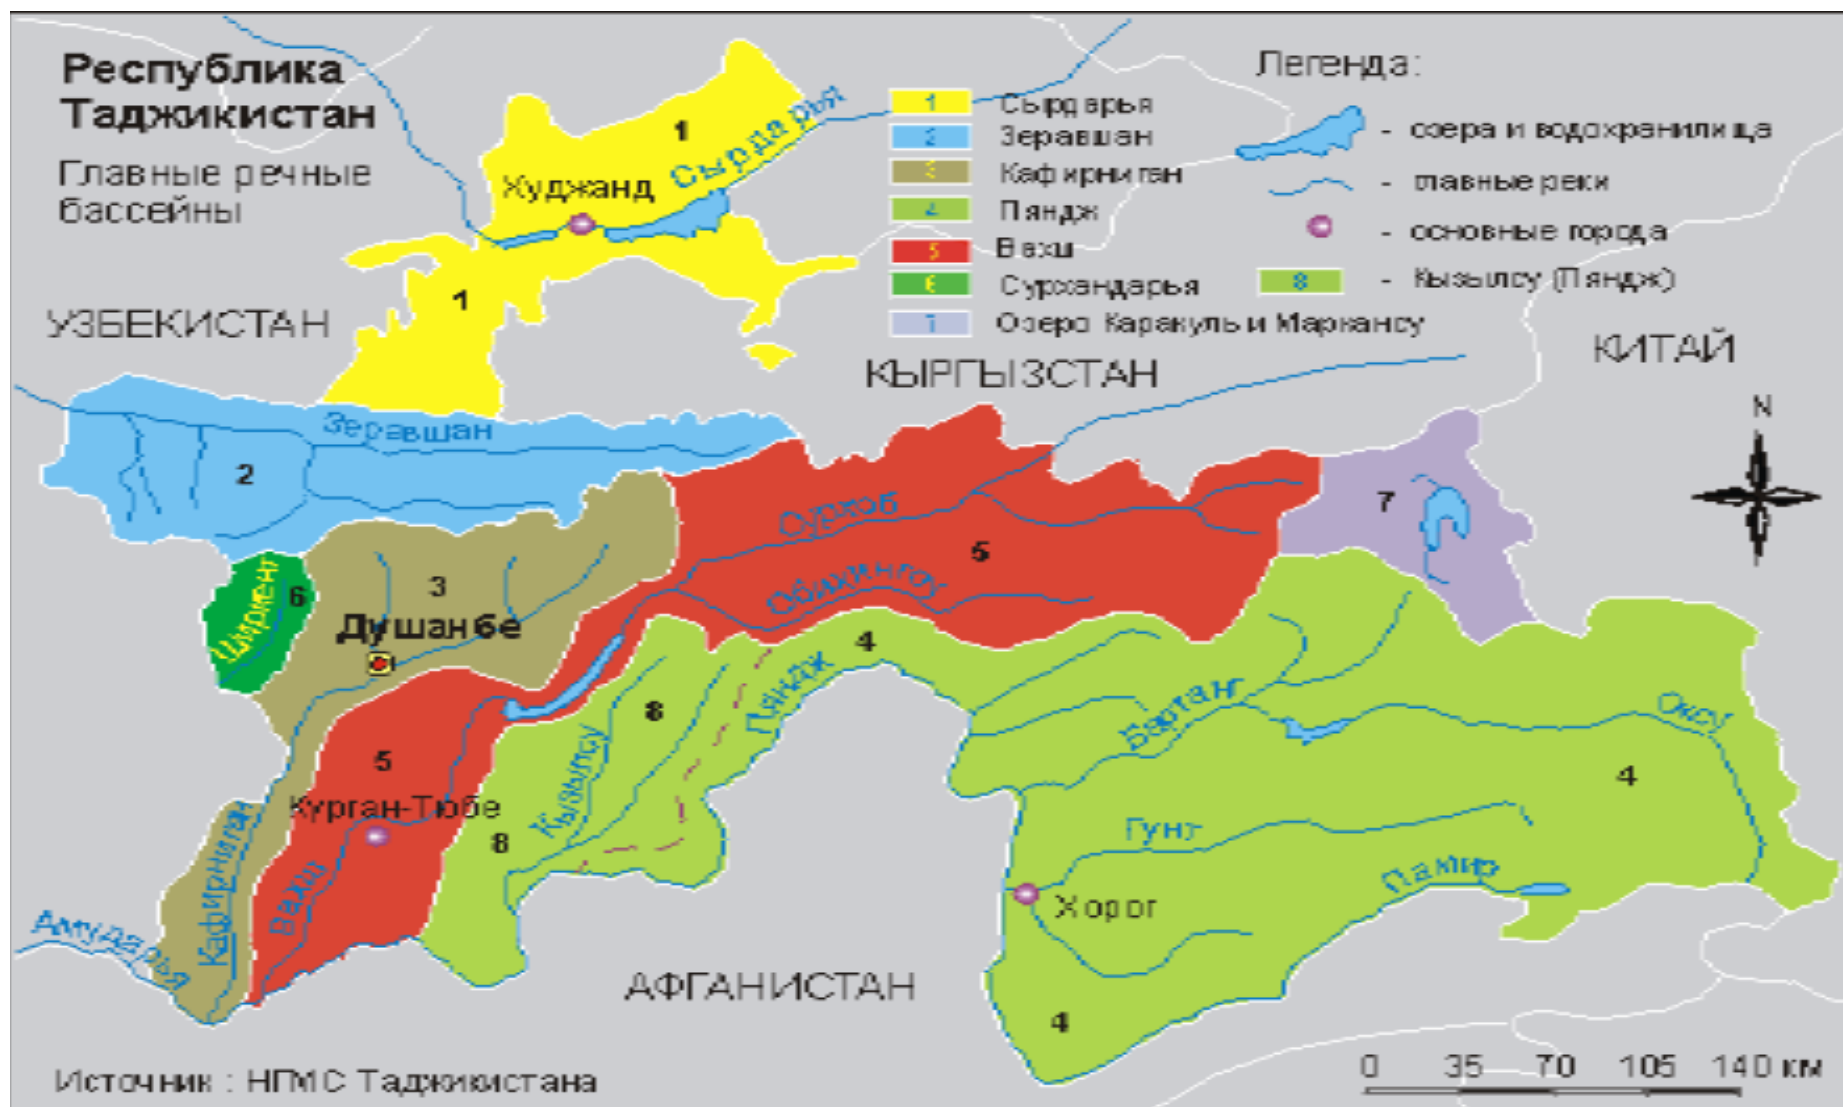 Республика
Таджикистан
Главные речные
бассейны
Легенда:
1 Сырдарья
2 Зеравшан
3 Кафирниган
4 Пяндж
5 Вахш
6 Сурхандарья
7 Озеро Каракуль и Маркансу
- озера и водохранилища
- главные реки
- основные города
8 - Кызылсу (Пяндж)
1
Сырдарья
Худжанд
1
УЗБЕКИСТАН
КЫРГЫЗСТАН
КИТАЙ
N
Зеравшан
2
Сурхоб
7
5
Обихингоу
6
3
Душанбе
4
Пяндж
8
Бартанг
Оксу
5
Кызылсу
4
Курган-Тюбе
8
Гунт
Кафирниган
Вахш
Памир
Хорог
Амударья
АФГАНИСТАН
4
0 35 70 105 140 км
Источник : НГМС Таджикистана